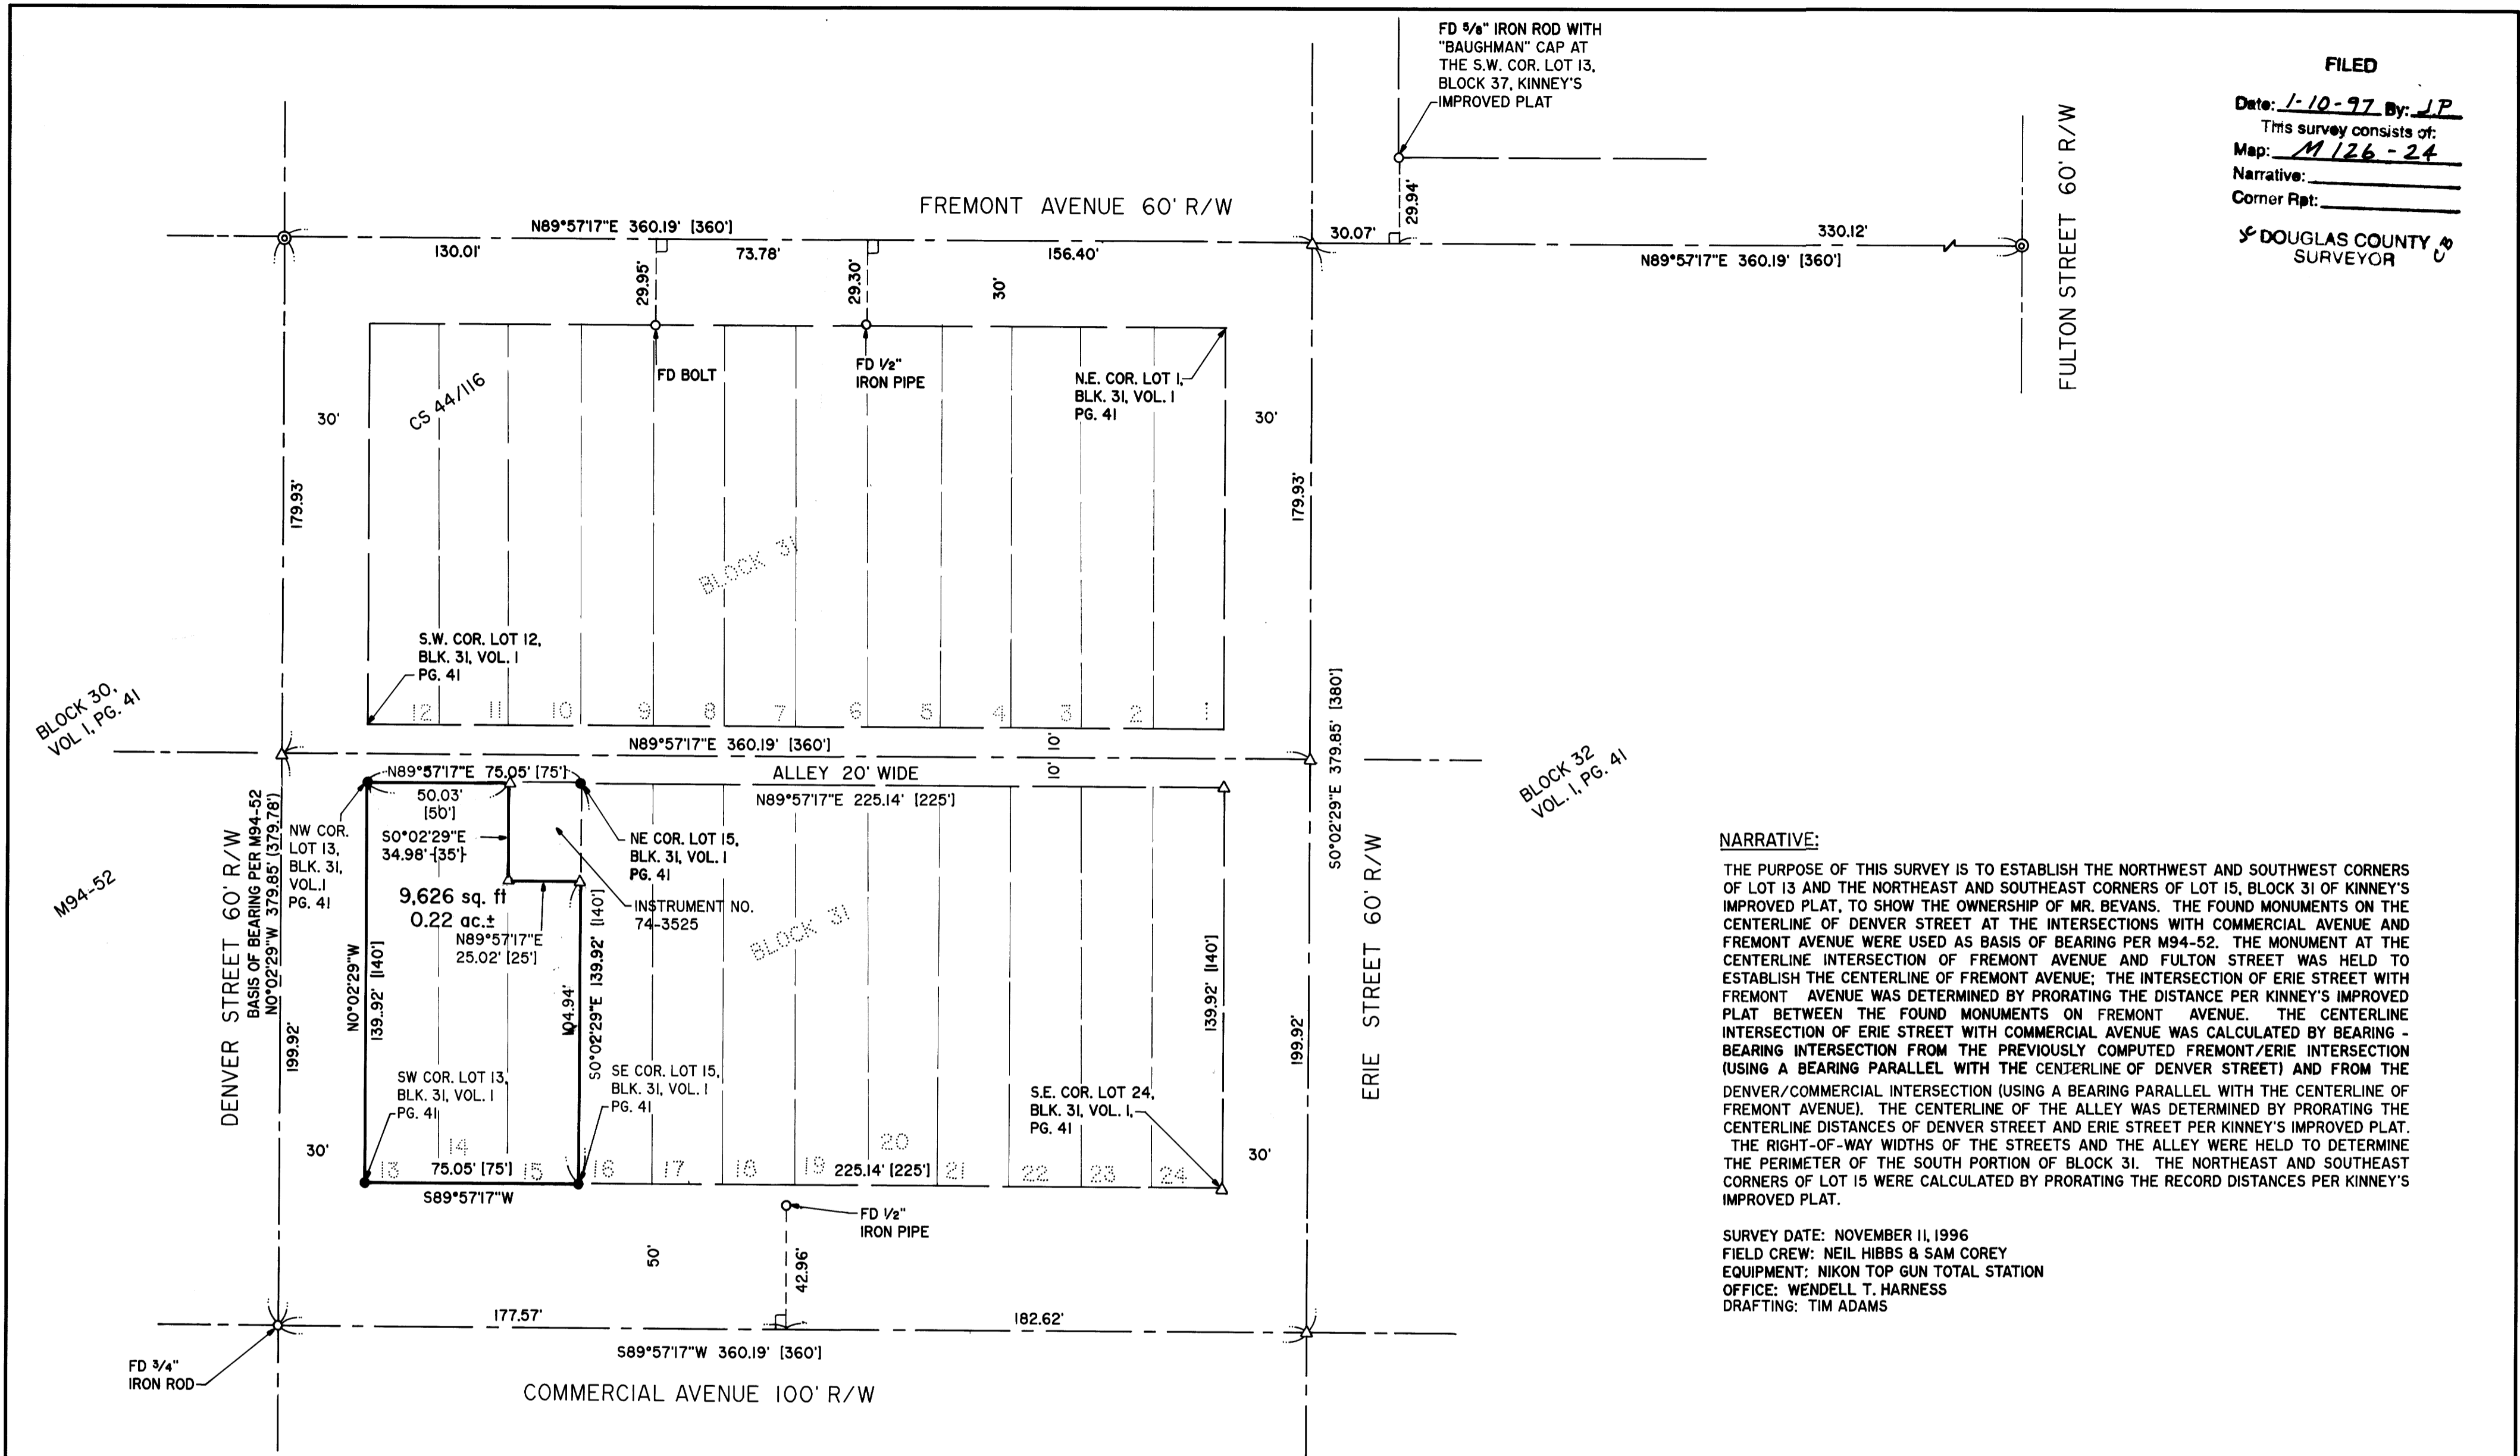 FD 5/8" IRON ROD WITH
"BAUGHMAN" CAP AT
THE S.W. COR. LOT 13,
BLOCK 37, KINNEY'S
IMPROVED PLAT
FILED
Date: 1-10-97 By: J.P.
This survey consists of:
Map: M 126 - 24
Narrative:
Corner Rpt:
DOUGLAS COUNTY
SURVEYOR
FULTON STREET 60' R/W
FREMONT AVENUE 60' R/W
29.94'
N89°57'17"E 360.19' [360']
130.01'
73.78'
156.40'
30.07'
330.12'
N89°57'17"E 360.19' [360']
29.95'
29.30'
30'
FD BOLT
FD 1/2"
IRON PIPE
N.E. COR. LOT 1,
BLK. 31, VOL. 1
PG. 41
CS 44/116
30'
30'
179.93'
179.93'
BLOCK 31
S.W. COR. LOT 12,
BLK. 31, VOL. 1
PG. 41
12 11 10 9 8 7 6 5 4 3 2 1
BLOCK 30,
VOL 1, PG. 41
N89°57'17"E 360.19' [360']
10'
ALLEY 20' WIDE
10'
S0°02'29"E 379.85' [380']
BLOCK 32
VOL. 1, PG. 41
N89°57'17"E 75.05' [75']
50.03'
[50']
N89°57'17"E 225.14' [225']
S0°02'29"E
34.98' [35']
NW COR.
LOT 13,
BLK. 31,
VOL.1
PG. 41
NE COR. LOT 15,
BLK. 31, VOL. 1
PG. 41
9,626 sq. ft
0.22 ac.±
N89°57'17"E
25.02' [25']
INSTRUMENT NO.
74-3525
BLOCK 31
M94-52
DENVER STREET 60' R/W
BASIS OF BEARING PER M94-52
N0°02'29"W 379.85' (379.78')
199.92'
N0°02'29"W
139..92' [140']
104.94'
S0°02'29"E 139.92' [140']
139.92' [140']
199.92'
ERIE STREET 60' R/W
SW COR. LOT 13,
BLK. 31, VOL. 1
PG. 41
SE COR. LOT 15,
BLK. 31, VOL. 1
PG. 41
S.E. COR. LOT 24,
BLK. 31, VOL. 1,
PG. 41
30'
30'
13 14 15 16 17 18 19 20 21 22 23 24
75.05' [75']
225.14' [225']
S89°57'17"W
FD 1/2"
IRON PIPE
50'
42.96'
177.57'
182.62'
FD 3/4"
IRON ROD
S89°57'17"W 360.19' [360']
COMMERCIAL AVENUE 100' R/W
NARRATIVE:
THE PURPOSE OF THIS SURVEY IS TO ESTABLISH THE NORTHWEST AND SOUTHWEST CORNERS
OF LOT 13 AND THE NORTHEAST AND SOUTHEAST CORNERS OF LOT 15, BLOCK 31 OF KINNEY'S
IMPROVED PLAT, TO SHOW THE OWNERSHIP OF MR. BEVANS. THE FOUND MONUMENTS ON THE
CENTERLINE OF DENVER STREET AT THE INTERSECTIONS WITH COMMERCIAL AVENUE AND
FREMONT AVENUE WERE USED AS BASIS OF BEARING PER M94-52. THE MONUMENT AT THE
CENTERLINE INTERSECTION OF FREMONT AVENUE AND FULTON STREET WAS HELD TO
ESTABLISH THE CENTERLINE OF FREMONT AVENUE; THE INTERSECTION OF ERIE STREET WITH
FREMONT AVENUE WAS DETERMINED BY PRORATING THE DISTANCE PER KINNEY'S IMPROVED
PLAT BETWEEN THE FOUND MONUMENTS ON FREMONT AVENUE. THE CENTERLINE
INTERSECTION OF ERIE STREET WITH COMMERCIAL AVENUE WAS CALCULATED BY BEARING -
BEARING INTERSECTION FROM THE PREVIOUSLY COMPUTED FREMONT/ERIE INTERSECTION
(USING A BEARING PARALLEL WITH THE CENTERLINE OF DENVER STREET) AND FROM THE
DENVER/COMMERCIAL INTERSECTION (USING A BEARING PARALLEL WITH THE CENTERLINE OF
FREMONT AVENUE). THE CENTERLINE OF THE ALLEY WAS DETERMINED BY PRORATING THE
CENTERLINE DISTANCES OF DENVER STREET AND ERIE STREET PER KINNEY'S IMPROVED PLAT.
THE RIGHT-OF-WAY WIDTHS OF THE STREETS AND THE ALLEY WERE HELD TO DETERMINE
THE PERIMETER OF THE SOUTH PORTION OF BLOCK 31. THE NORTHEAST AND SOUTHEAST
CORNERS OF LOT 15 WERE CALCULATED BY PRORATING THE RECORD DISTANCES PER KINNEY'S
IMPROVED PLAT.
SURVEY DATE: NOVEMBER 11, 1996
FIELD CREW: NEIL HIBBS & SAM COREY
EQUIPMENT: NIKON TOP GUN TOTAL STATION
OFFICE: WENDELL T. HARNESS
DRAFTING: TIM ADAMS